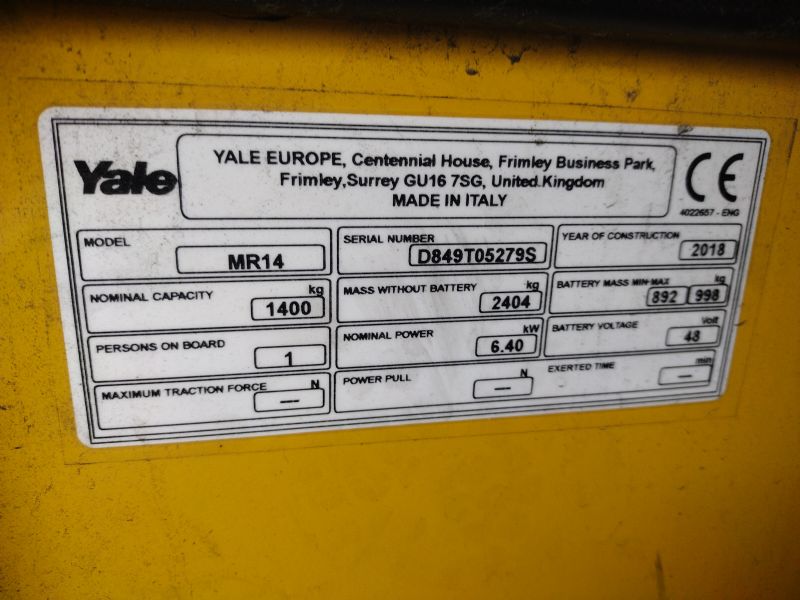 Yale
YALE EUROPE, Centennial House, Frimley Business Park,
Frimley,Surrey GU16 7SG, United.Kingdom
MADE IN ITALY
CE
4022657 - ENG
MODEL
MR14
SERIAL NUMBER
D849T05279S
YEAR OF CONSTRUCTION
2018
NOMINAL CAPACITY
kg
1400
MASS WITHOUT BATTERY
kg
2404
BATTERY MASS MIN-MAX
kg
892 998
PERSONS ON BOARD
1
NOMINAL POWER
kW
6.40
BATTERY VOLTAGE
Volt
48
MAXIMUM TRACTION FORCE
N
---
POWER PULL
N
---
EXERTED TIME
min
---